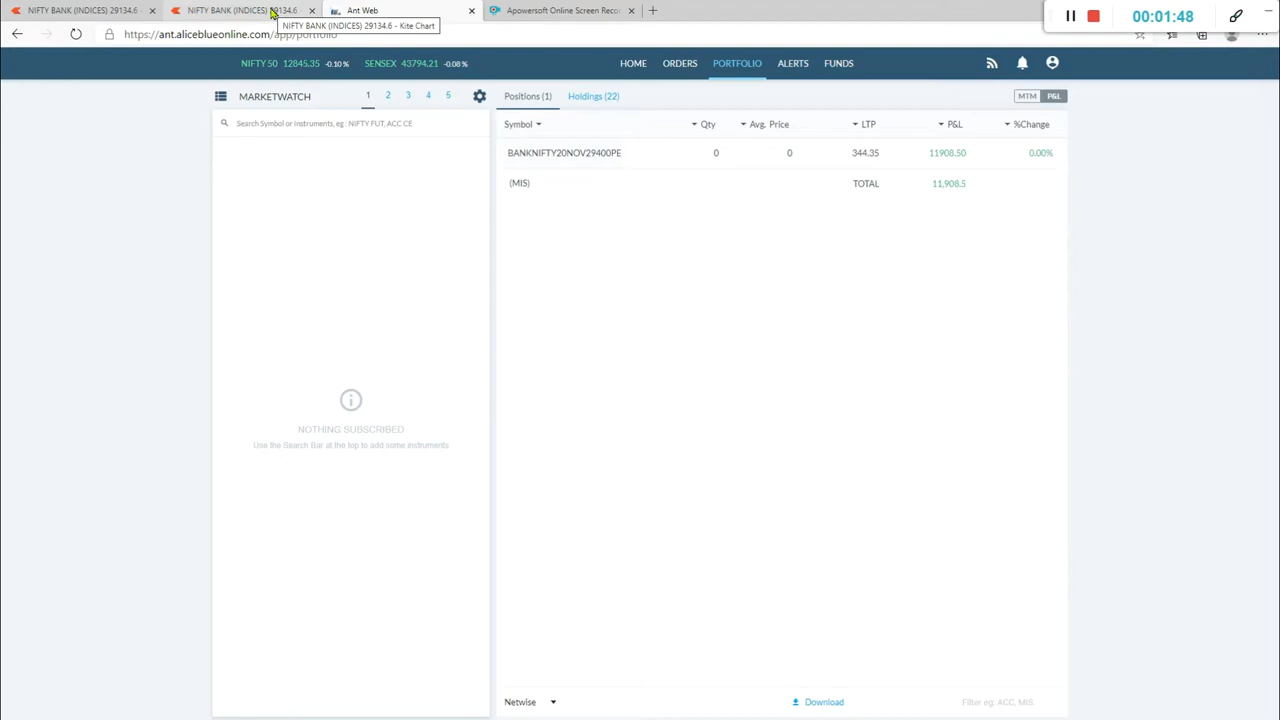 NIFTY BANK (INDICES) 29134.6
NIFTY BANK (INDICES) 29134.6
Ant Web
Apowersoft Online Screen Reco
NIFTY BANK (INDICES) 29134.6 - Kite Chart
00:01:48
https://ant.aliceblueonline.com/app/portfolio
NIFTY 50 12845.35 -0.10 % SENSEX 43794.21 -0.08 %
HOME ORDERS PORTFOLIO ALERTS FUNDS
MARKETWATCH 1 2 3 4 5
Positions (1) Holdings (22) MTM P&L
Search Symbol or Instruments, eg : NIFTY FUT, ACC CE
Symbol Qty Avg. Price LTP P&L %Change
BANKNIFTY20NOV29400PE 0 0 344.35 11908.50 0.00%
(MIS) TOTAL 11,908.5
NOTHING SUBSCRIBED
Use the Search Bar at the top to add some instruments
Netwise Download Filter eg: ACC, MIS